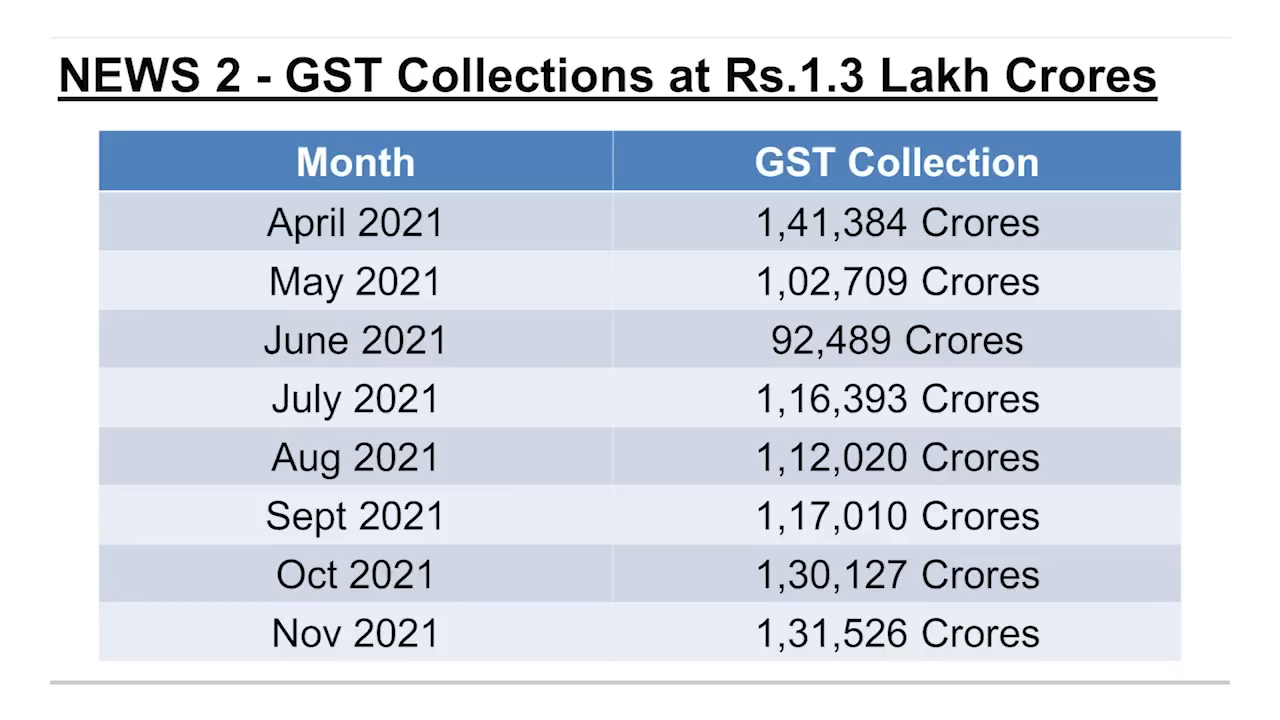 NEWS 2 - GST Collections at Rs.1.3 Lakh Crores
Month GST Collection
April 2021 1,41,384 Crores
May 2021 1,02,709 Crores
June 2021 92,489 Crores
July 2021 1,16,393 Crores
Aug 2021 1,12,020 Crores
Sept 2021 1,17,010 Crores
Oct 2021 1,30,127 Crores
Nov 2021 1,31,526 Crores